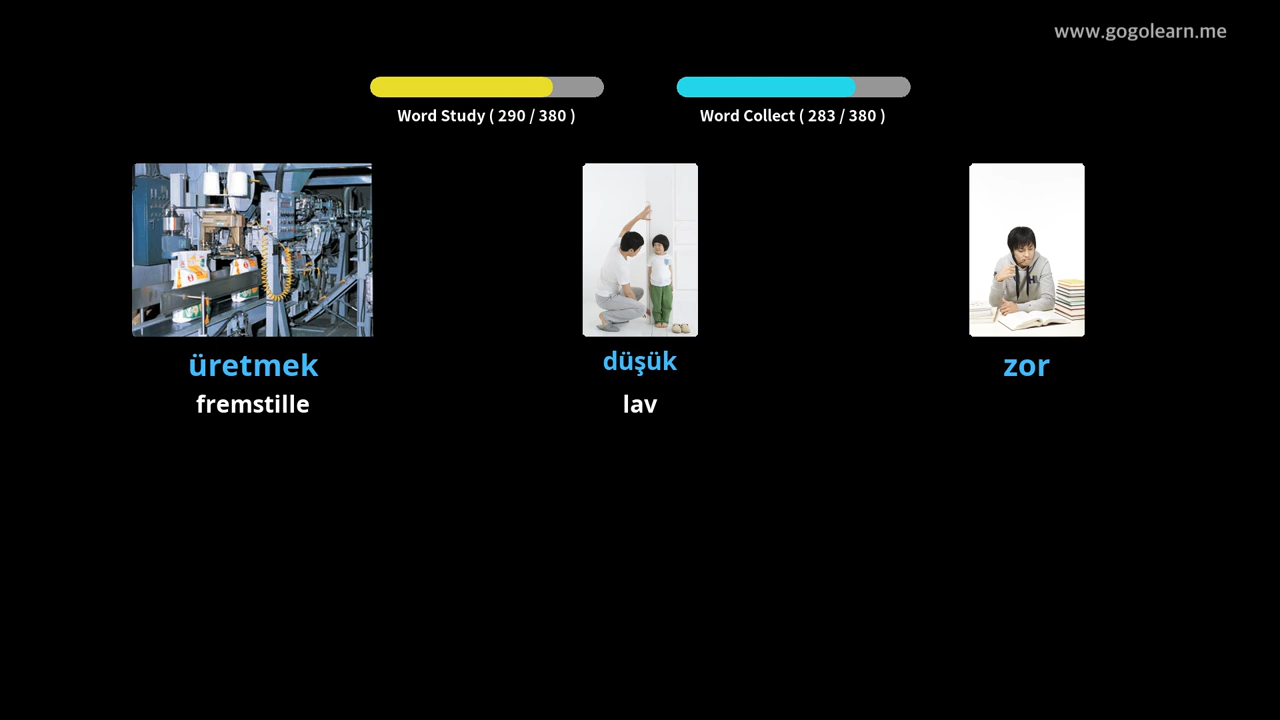 www.gogolearn.me
Word Study ( 290 / 380 )
Word Collect ( 283 / 380 )
üretmek
düşük
zor
fremstille
lav